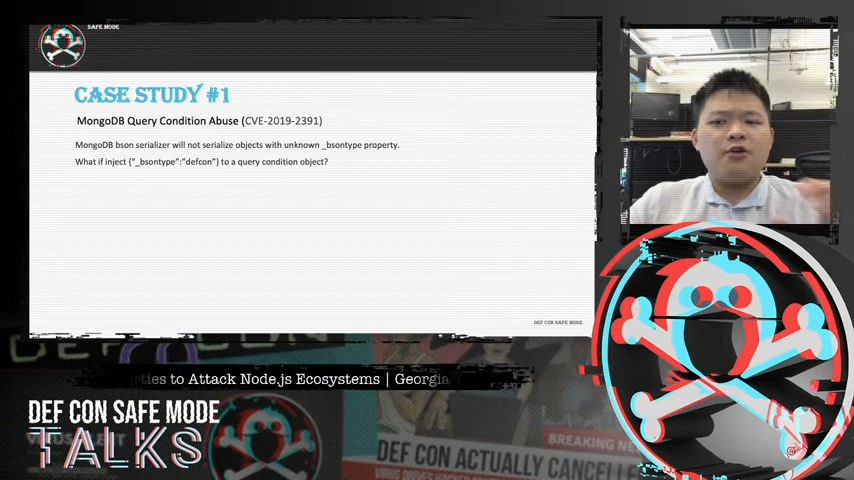 SAFE MODE
CASE STUDY #1
MongoDB Query Condition Abuse (CVE-2019-2391)
MongoDB bson serializer will not serialize objects with unknown _bsontype property.
What if inject {"_bsontype":"defcon"} to a query condition object?
DEF CON SAFE MODE
ties to Attack Node.js Ecosystems | Georgia
DEF CON SAFE MODE
TALKS
BREAKING NE
DEF CON ACTUALLY CANCELLE